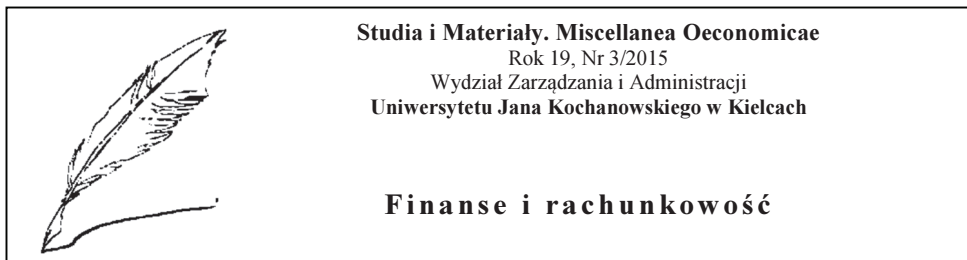 Studia i Materiały. Miscellanea Oeconomicae
Rok 19, Nr 3/2015
Wydział Zarządzania i Administracji
Uniwersytetu Jana Kochanowskiego w Kielcach
Finanse i rachunkowość